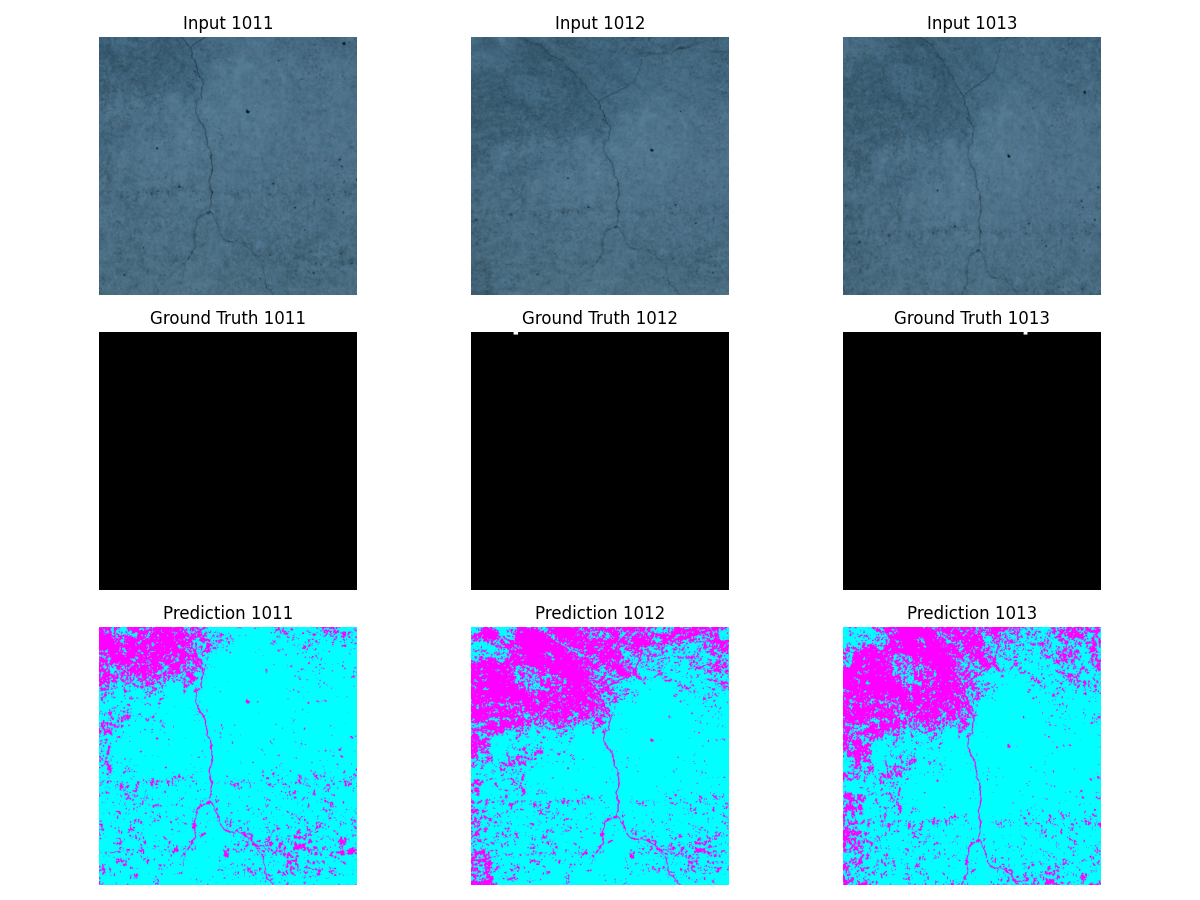 Input 1011
Input 1012
Input 1013
Ground Truth 1011
Ground Truth 1012
Ground Truth 1013
Prediction 1011
Prediction 1012
Prediction 1013